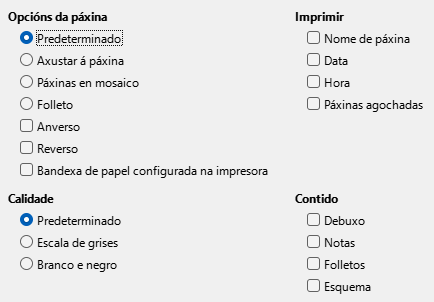 Opcións da páxina
Predeterminado
Axustar á páxina
Páxinas en mosaico
Folleto
Anverso
Reverso
Bandexa de papel configurada na impresora
Imprimir
Nome de páxina
Data
Hora
Páxinas agochadas
Calidade
Predeterminado
Escala de grises
Branco e negro
Contido
Debuxo
Notas
Folletos
Esquema